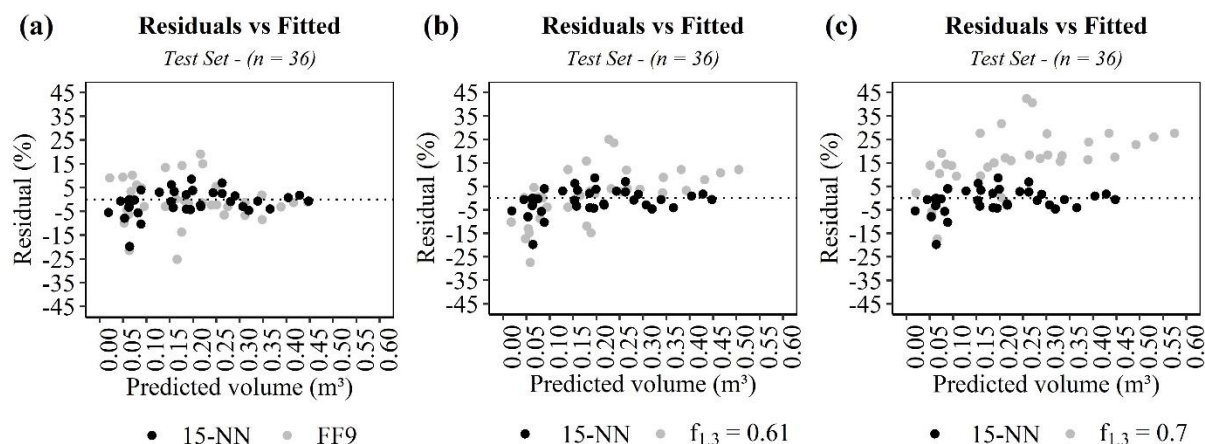 (a) Residuals vs Fitted
Test Set - (n = 36)
Residual (%)
45
35
25
15
5
-5
-15
-25
-35
-45
0.00 0.05 0.10 0.15 0.20 0.25 0.30 0.35 0.40 0.45 0.50 0.55 0.60
Predicted volume (m³)
15-NN FF9
(b) Residuals vs Fitted
Test Set - (n = 36)
Residual (%)
45
35
25
15
5
-5
-15
-25
-35
-45
0.00 0.05 0.10 0.15 0.20 0.25 0.30 0.35 0.40 0.45 0.50 0.55 0.60
Predicted volume (m³)
15-NN f1,3 = 0.61
(c) Residuals vs Fitted
Test Set - (n = 36)
Residual (%)
45
35
25
15
5
-5
-15
-25
-35
-45
0.00 0.05 0.10 0.15 0.20 0.25 0.30 0.35 0.40 0.45 0.50 0.55 0.60
Predicted volume (m³)
15-NN f1,3 = 0.7